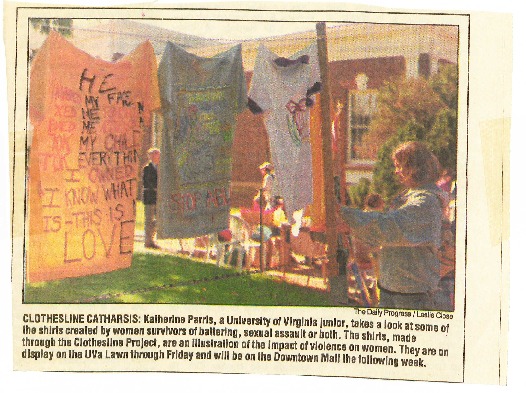 HE
MY FACE
ME
ME
MY CHILD
EVERYTHIN
I OWNED
I KNOW WHAT
IS-THIS IS
LOVE
STOP
The Daily Progress / Leslie Close
CLOTHESLINE CATHARSIS: Katherine Parris, a University of Virginia junior, takes a look at some of
the shirts created by women survivors of battering, sexual assault or both. The shirts, made
through the Clothesline Project, are an illustration of the impact of violence on women. They are on
display on the UVa Lawn through Friday and will be on the Downtown Mall the following week.